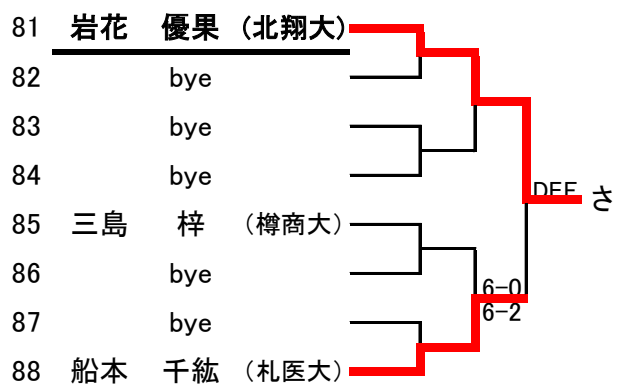 81 岩花 優果 (北翔大)
82 bye
83 bye
84 bye
DEF さ
85 三島 梓 (樽商大)
86 bye
6-0
6-2
87 bye
88 船本 千紘 (札医大)